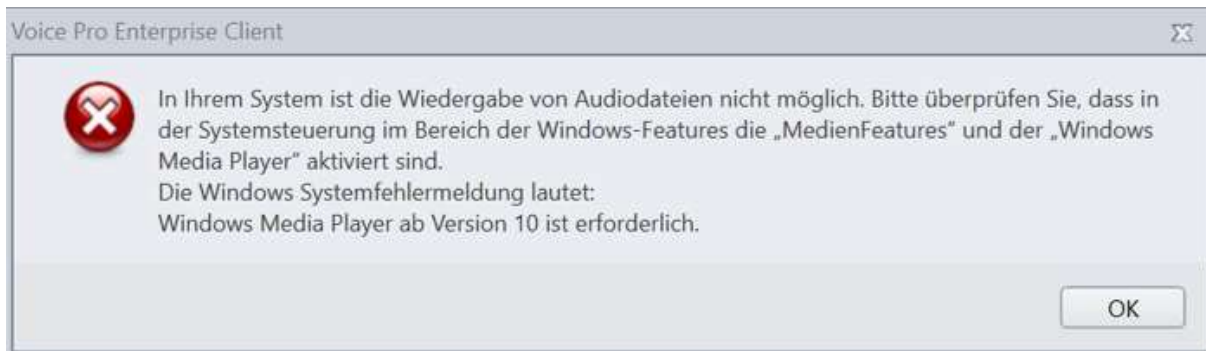 Voice Pro Enterprise Client
In Ihrem System ist die Wiedergabe von Audiodateien nicht möglich. Bitte überprüfen Sie, dass in
der Systemsteuerung im Bereich der Windows-Features die „MedienFeatures“ und der „Windows
Media Player“ aktiviert sind.
Die Windows Systemfehlermeldung lautet:
Windows Media Player ab Version 10 ist erforderlich.
OK